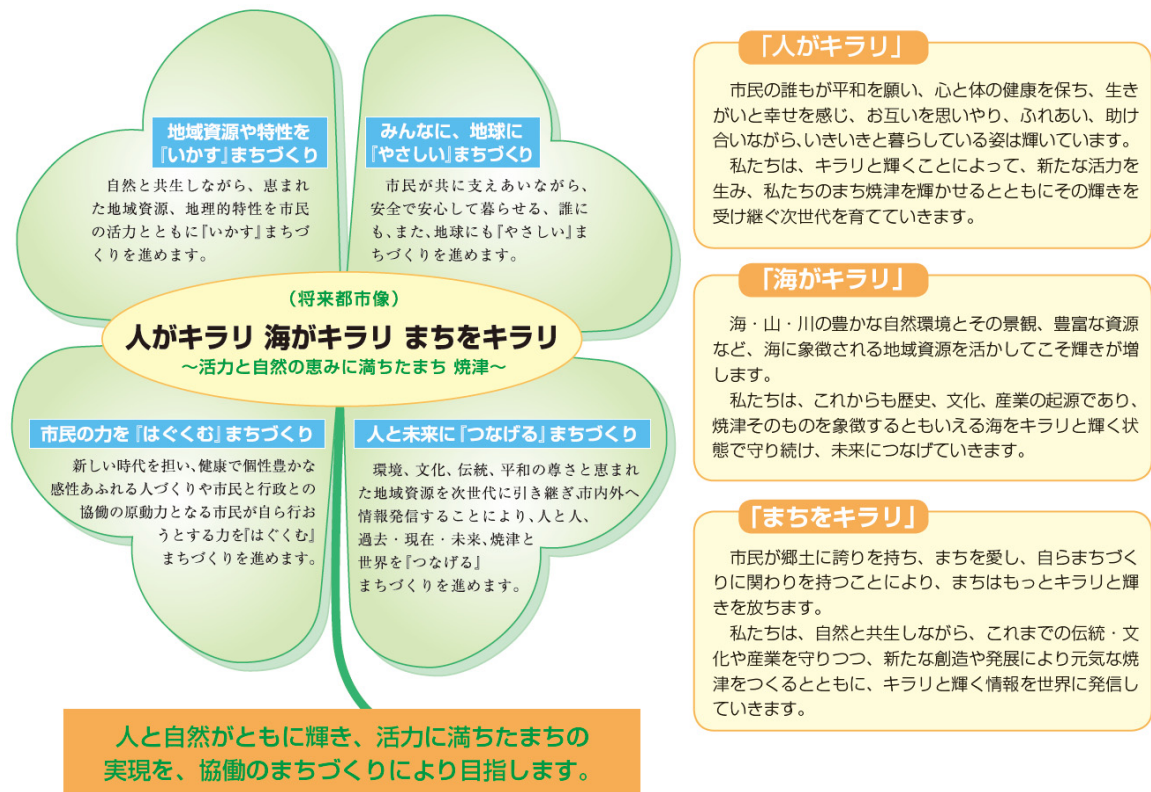 地域資源や特性を
『いかす』まちづくり
自然と共生しながら、恵まれ
た地域資源、地理的特性を市民
の活力とともに『いかす』まちづ
くりを進めます。
みんなに、地球に
『やさしい』まちづくり
市民が共に支えあいながら、
安全で安心して暮らせる、誰に
も、また、地球にも『やさしい』ま
ちづくりを進めます。
（将来都市像）
人がキラリ 海がキラリ まちをキラリ
～活力と自然の恵みに満ちたまち 焼津～
市民の力を『はぐくむ』まちづくり
新しい時代を担い、健康で個性豊かな
感性あふれる人づくりや市民と行政との
協働の原動力となる市民が自ら行お
うとする力を『はぐくむ』
まちづくりを進めます。
人と未来に『つなげる』まちづくり
環境、文化、伝統、平和の尊さと恵まれ
た地域資源を次世代に引き継ぎ、市内外へ
情報発信することにより、人と人、
過去・現在・未来、焼津と
世界を『つなげる』
まちづくりを進めます。
人と自然がともに輝き、活力に満ちたまちの
実現を、協働のまちづくりにより目指します。
「人がキラリ」
市民の誰もが平和を願い、心と体の健康を保ち、生き
がいと幸せを感じ、お互いを思いやり、ふれあい、助け
合いながら、いきいきと暮らしている姿は輝いています。
私たちは、キラリと輝くことによって、新たな活力を
生み、私たちのまち焼津を輝かせるとともにその輝きを
受け継ぐ次世代を育てていきます。
「海がキラリ」
海・山・川の豊かな自然環境とその景観、豊富な資源
など、海に象徴される地域資源を活かしてこそ輝きが増
します。
私たちは、これからも歴史、文化、産業の起源であり、
焼津そのものを象徴するともいえる海をキラリと輝く状
態で守り続け、未来につなげていきます。
「まちをキラリ」
市民が郷土に誇りを持ち、まちを愛し、自らまちづく
りに関わりを持つことにより、まちはもっとキラリと輝
きを放ちます。
私たちは、自然と共生しながら、これまでの伝統・文
化や産業を守りつつ、新たな創造や発展により元気な焼
津をつくるとともに、キラリと輝く情報を世界に発信し
ていきます。